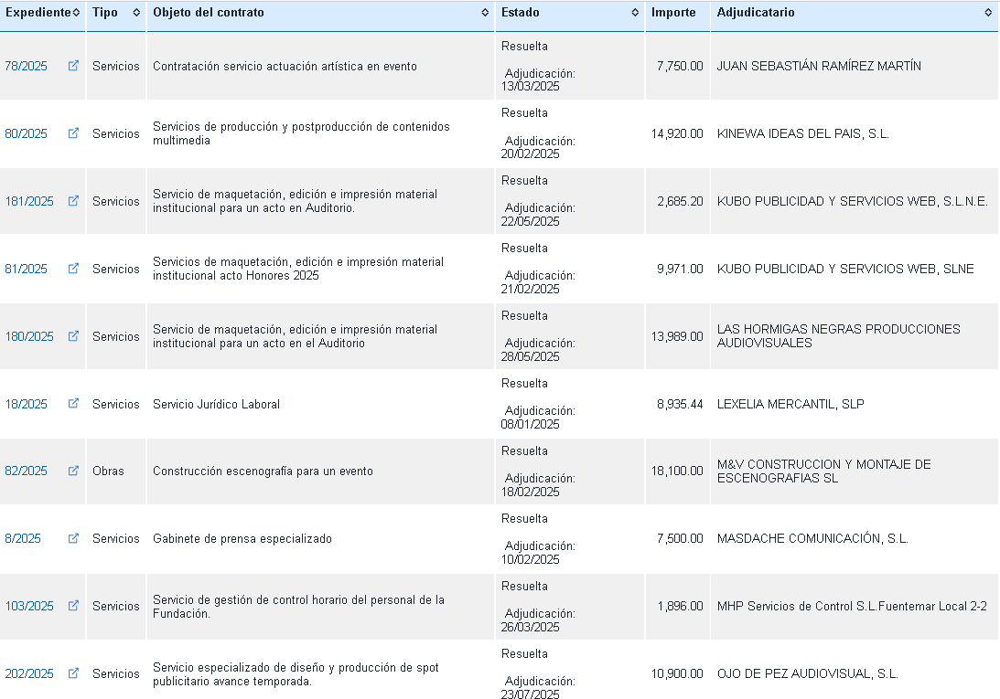 Expediente Tipo Objeto del contrato Estado Importe Adjudicatario
78/2025 Servicios Contratación servicio actuación artística en evento Resuelta
Adjudicación:
13/03/2025 7,750.00 JUAN SEBASTIÁN RAMÍREZ MARTÍN
80/2025 Servicios Servicios de producción y postproducción de contenidos
multimedia Resuelta
Adjudicación:
20/02/2025 14,920.00 KINEWA IDEAS DEL PAIS, S.L.
181/2025 Servicios Servicio de maquetación, edición e impresión material
institucional para un acto en Auditorio. Resuelta
Adjudicación:
22/05/2025 2,685.20 KUBO PUBLICIDAD Y SERVICIOS WEB, S.L.N.E.
81/2025 Servicios Servicios de maquetación, edición e impresión material
institucional acto Honores 2025 Resuelta
Adjudicación:
21/02/2025 9,971.00 KUBO PUBLICIDAD Y SERVICIOS WEB, SLNE
180/2025 Servicios Servicio de maquetación, edición e impresión material
institucional para un acto en el Auditorio Resuelta
Adjudicación:
28/05/2025 13,989.00 LAS HORMIGAS NEGRAS PRODUCCIONES
AUDIOVISUALES
18/2025 Servicios Servicio Jurídico Laboral Resuelta
Adjudicación:
08/01/2025 8,935.44 LEXELIA MERCANTIL, SLP
82/2025 Obras Construcción escenografía para un evento Resuelta
Adjudicación:
18/02/2025 18,100.00 M&V CONSTRUCCION Y MONTAJE DE
ESCENOGRAFIAS SL
8/2025 Servicios Gabinete de prensa especializado Resuelta
Adjudicación:
10/02/2025 7,500.00 MASDACHE COMUNICACIÓN, S.L.
103/2025 Servicios Servicio de gestión de control horario del personal de la
Fundación. Resuelta
Adjudicación:
26/03/2025 1,896.00 MHP Servicios de Control S.L.Fuentemar Local 2-2
202/2025 Servicios Servicio especializado de diseño y producción de spot
publicitario avance temporada. Resuelta
Adjudicación:
23/07/2025 10,900.00 OJO DE PEZ AUDIOVISUAL, S.L.